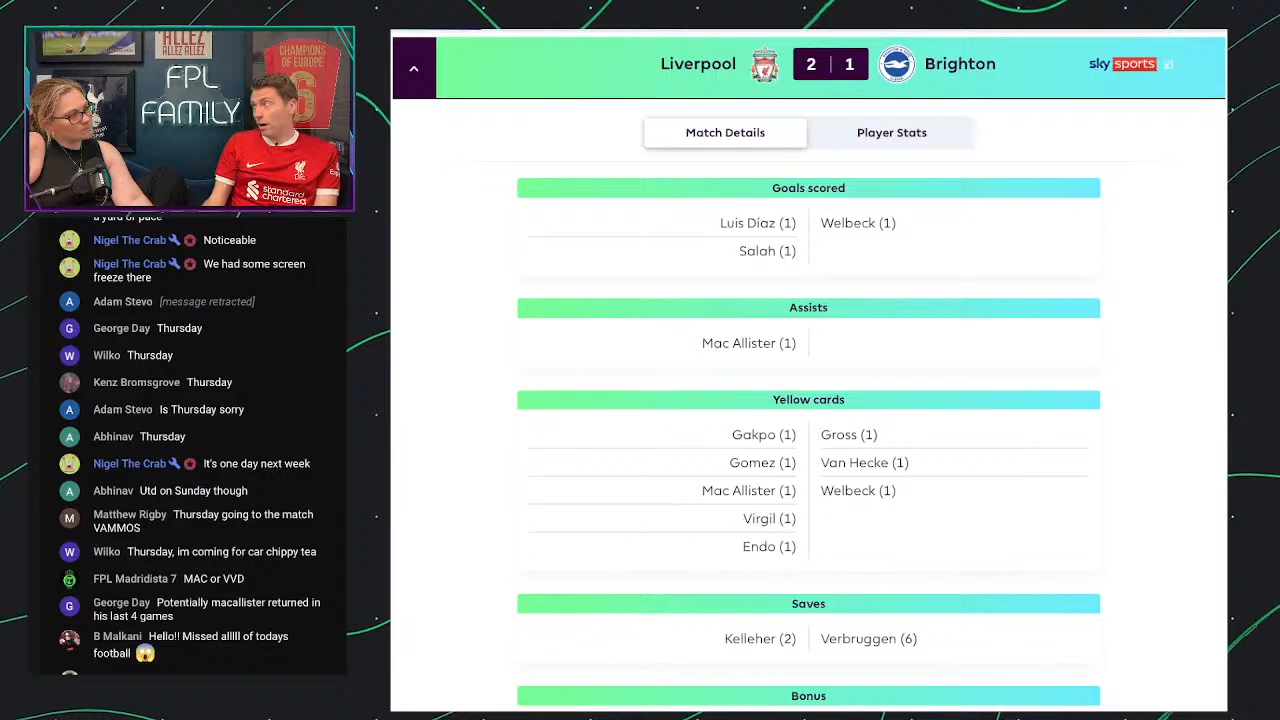 ALLEZ
ALLEZ ALLEZ
CHAMPIONS
OF EUROPE
6
FPL
FAMILY
standard
chartered
a yard of pace
Nigel The Crab Noticeable
Nigel The Crab We had some screen
freeze there
A Adam Stevo [message retracted]
G George Day Thursday
W Wilko Thursday
Kenz Bromsgrove Thursday
A Adam Stevo Is Thursday sorry
A Abhinav Thursday
Nigel The Crab It's one day next week
A Abhinav Utd on Sunday though
M Matthew Rigby Thursday going to the match
VAMMOS
W Wilko Thursday, im coming for car chippy tea
FPL Madridista 7 MAC or VVD
G George Day Potentially macallister returned in
his last 4 games
B Malkani Hello!! Missed alllll of todays
football 😱
Liverpool 2 | 1 Brighton
sky sports
Match Details
Player Stats
Goals scored
Luis Díaz (1)
Welbeck (1)
Salah (1)
Assists
Mac Allister (1)
Yellow cards
Gakpo (1)
Gross (1)
Gomez (1)
Van Hecke (1)
Mac Allister (1)
Welbeck (1)
Virgil (1)
Endo (1)
Saves
Kelleher (2)
Verbruggen (6)
Bonus